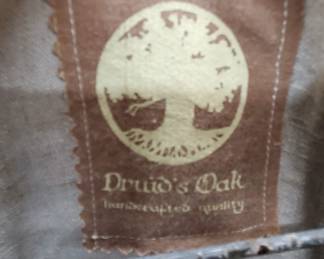 Druid's Oak
handcrafted quality